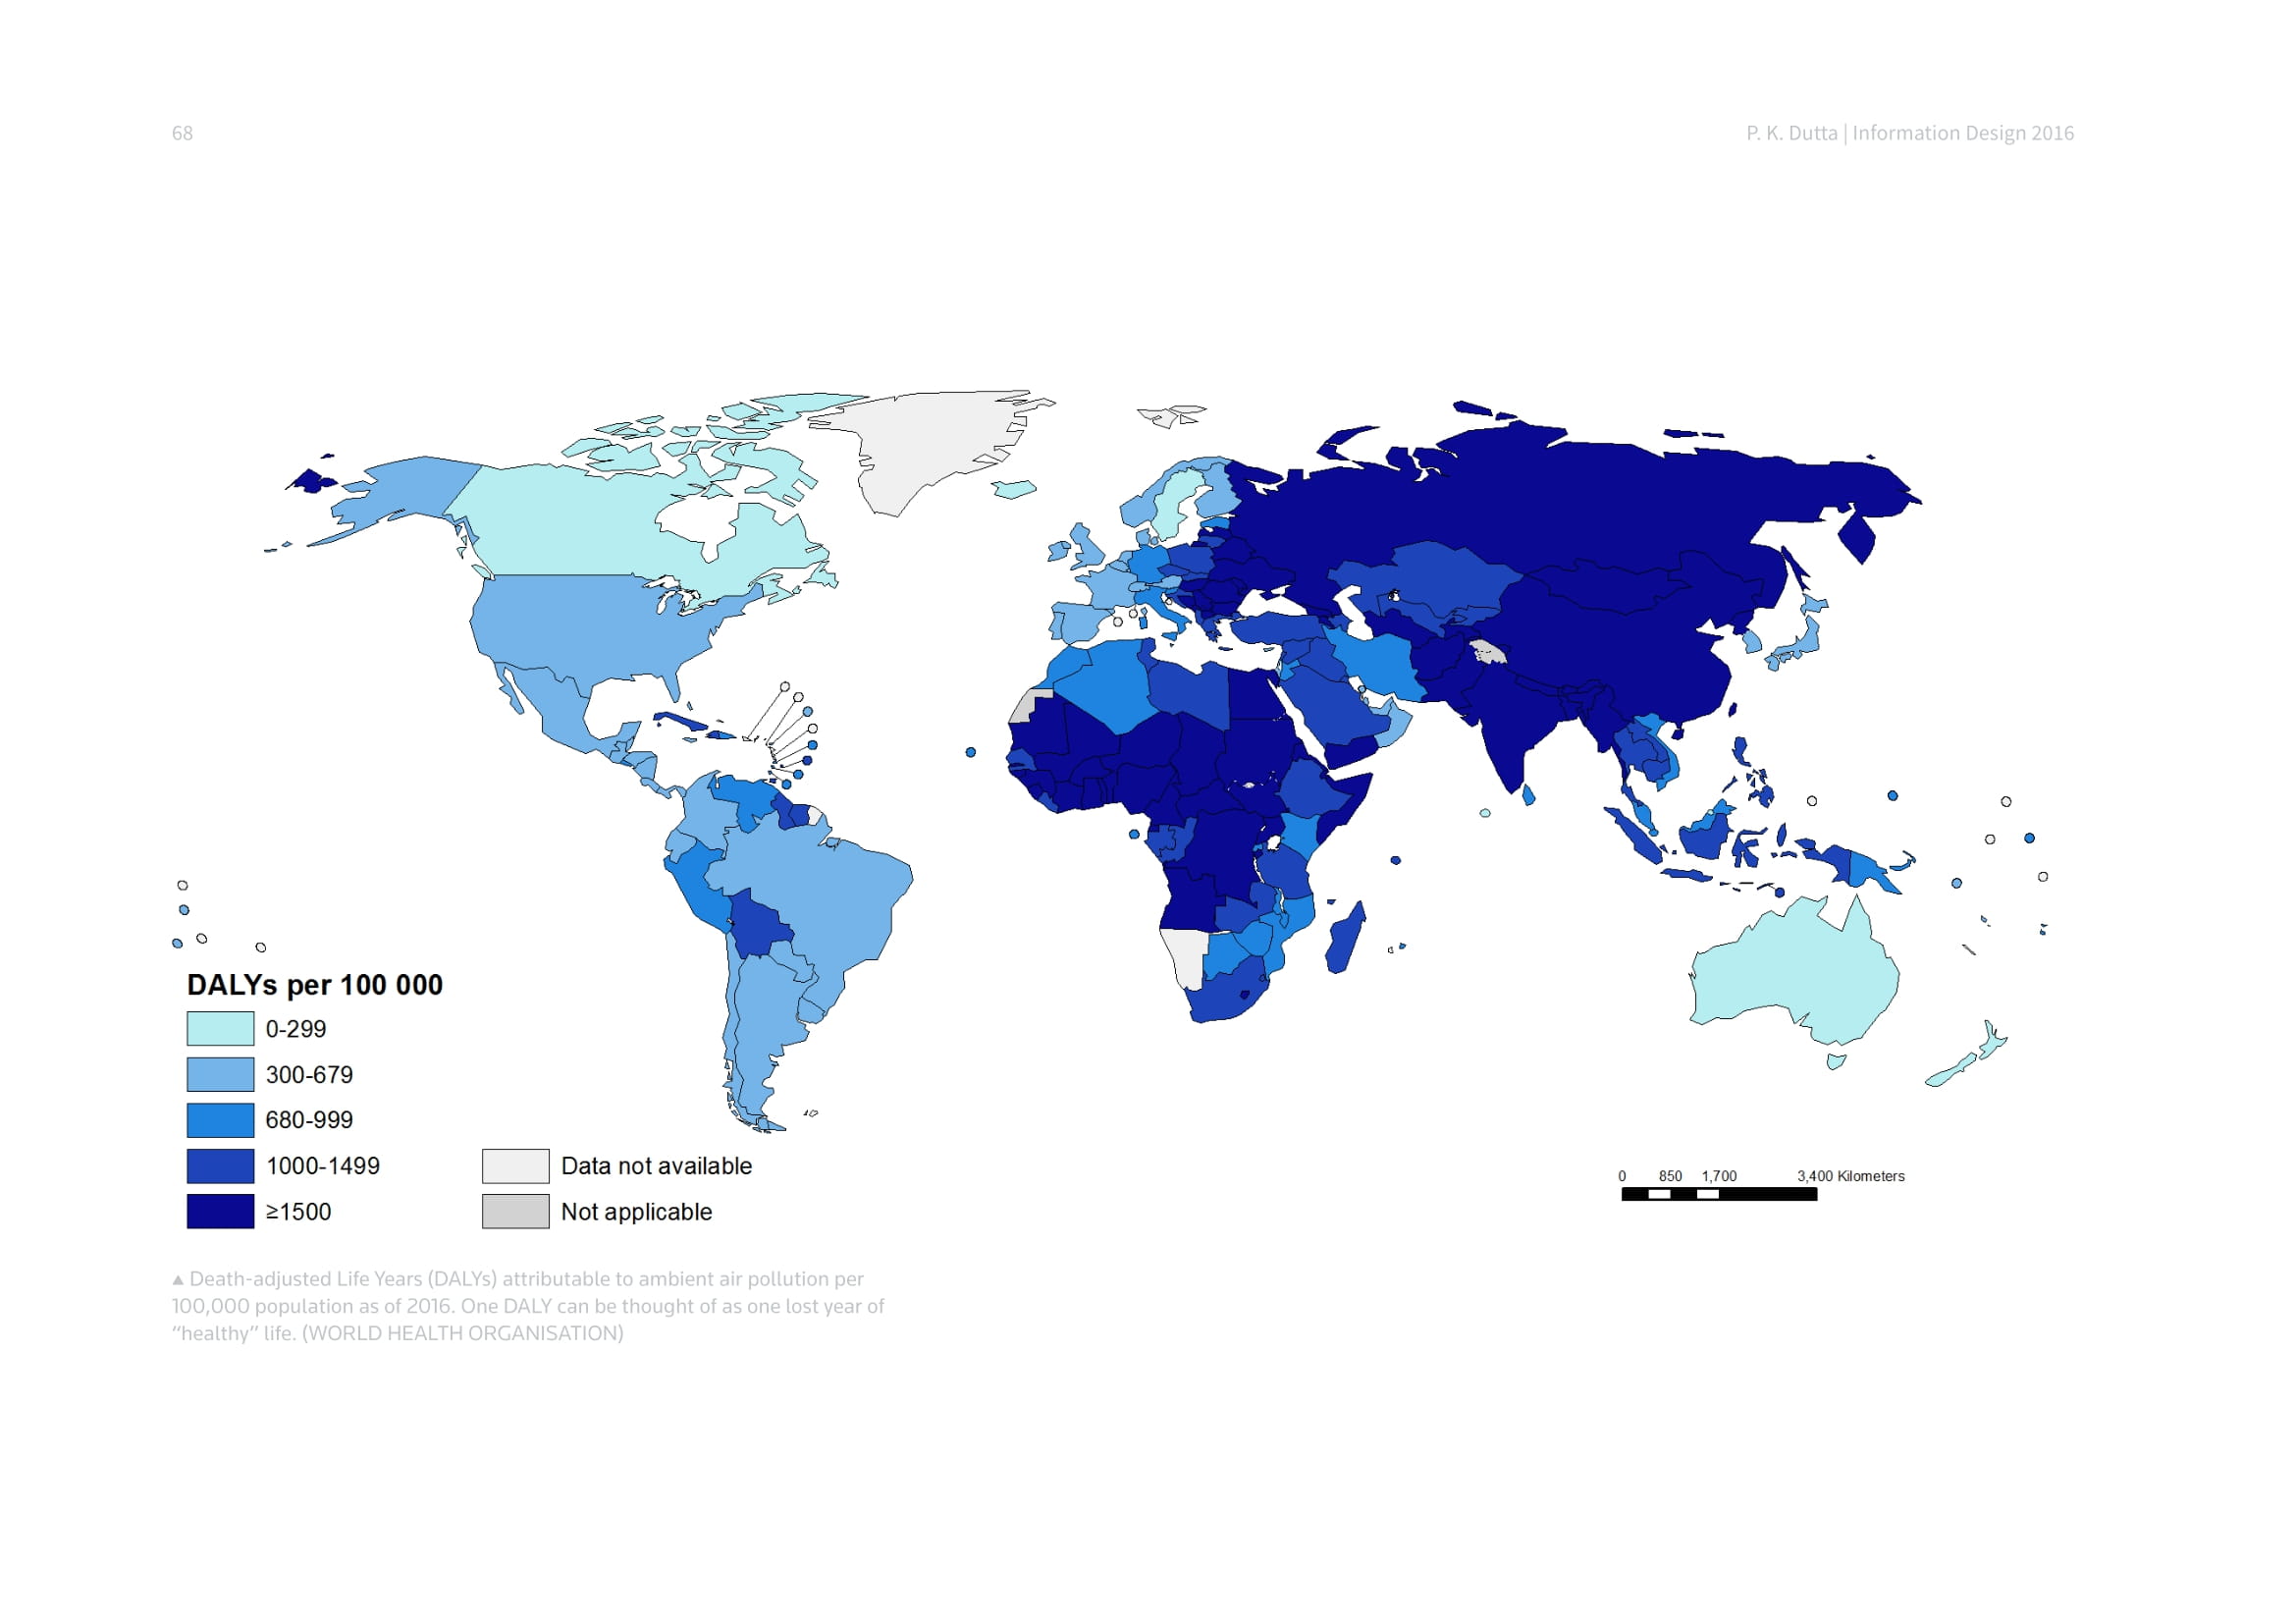 68
P. K. Dutta | Information Design 2016
DALYs per 100 000
0-299
300-679
680-999
1000-1499
≥1500
Data not available
Not applicable
0 850 1,700 3,400 Kilometers
▲ Death-adjusted Life Years (DALYs) attributable to ambient air pollution per
100,000 population as of 2016. One DALY can be thought of as one lost year of
“healthy” life. (WORLD HEALTH ORGANISATION)